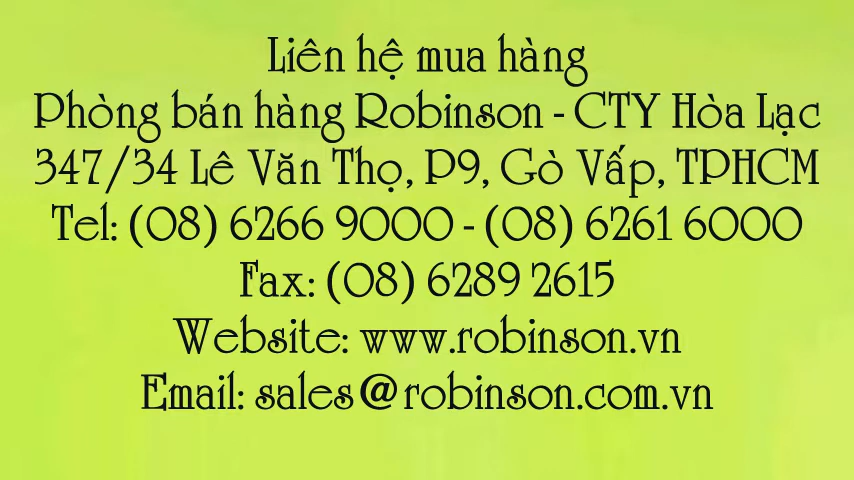 Liên hệ mua hàng
Phòng bán hàng Robinson - CTY Hòa Lạc
347/34 Lê Văn Thọ, P9, Gò Vấp, TPHCM
Tel: (08) 6266 9000 - (08) 6261 6000
Fax: (08) 6289 2615
Website: www.robinson.vn
Email: sales@robinson.com.vn